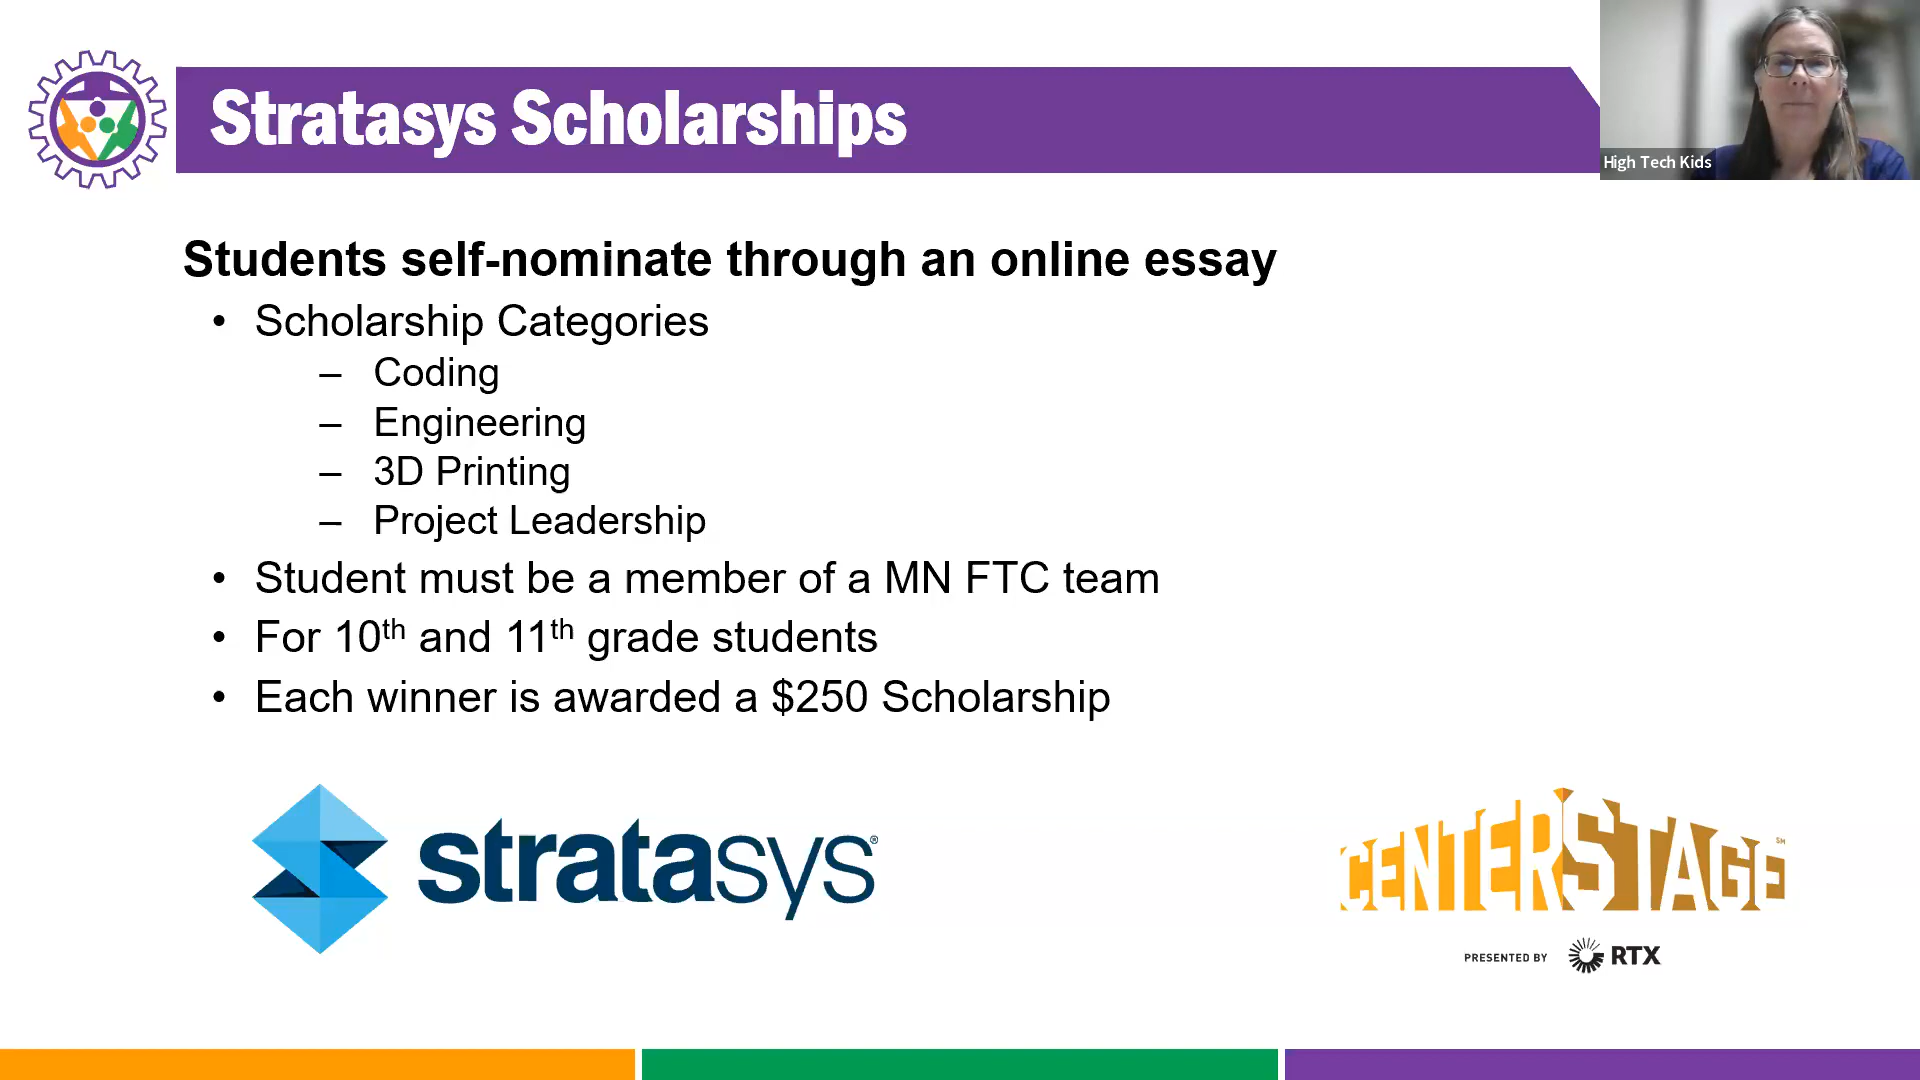 Stratasys Scholarships
High Tech Kids
Students self-nominate through an online essay
• Scholarship Categories
– Coding
– Engineering
– 3D Printing
– Project Leadership
• Student must be a member of a MN FTC team
• For 10th and 11th grade students
• Each winner is awarded a $250 Scholarship
stratasys®
CENTERSTAGE SM
PRESENTED BY RTX